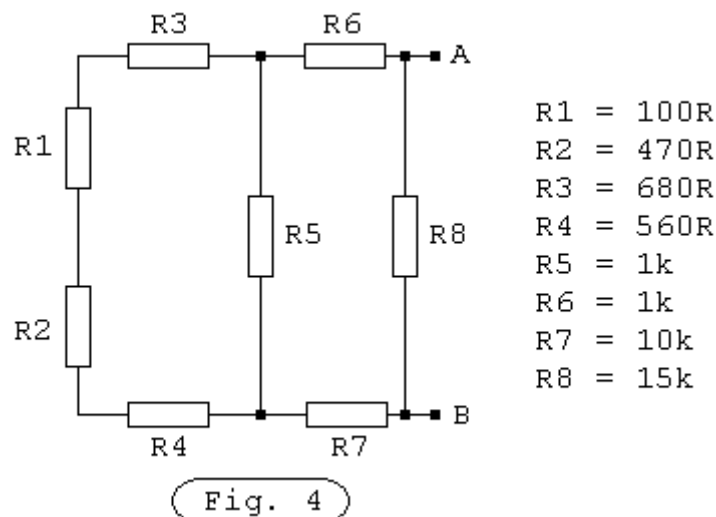 R3
R6
A
R1
R5
R8
R2
B
R4
R7
R1 = 100R
R2 = 470R
R3 = 680R
R4 = 560R
R5 = 1k
R6 = 1k
R7 = 10k
R8 = 15k
Fig. 4